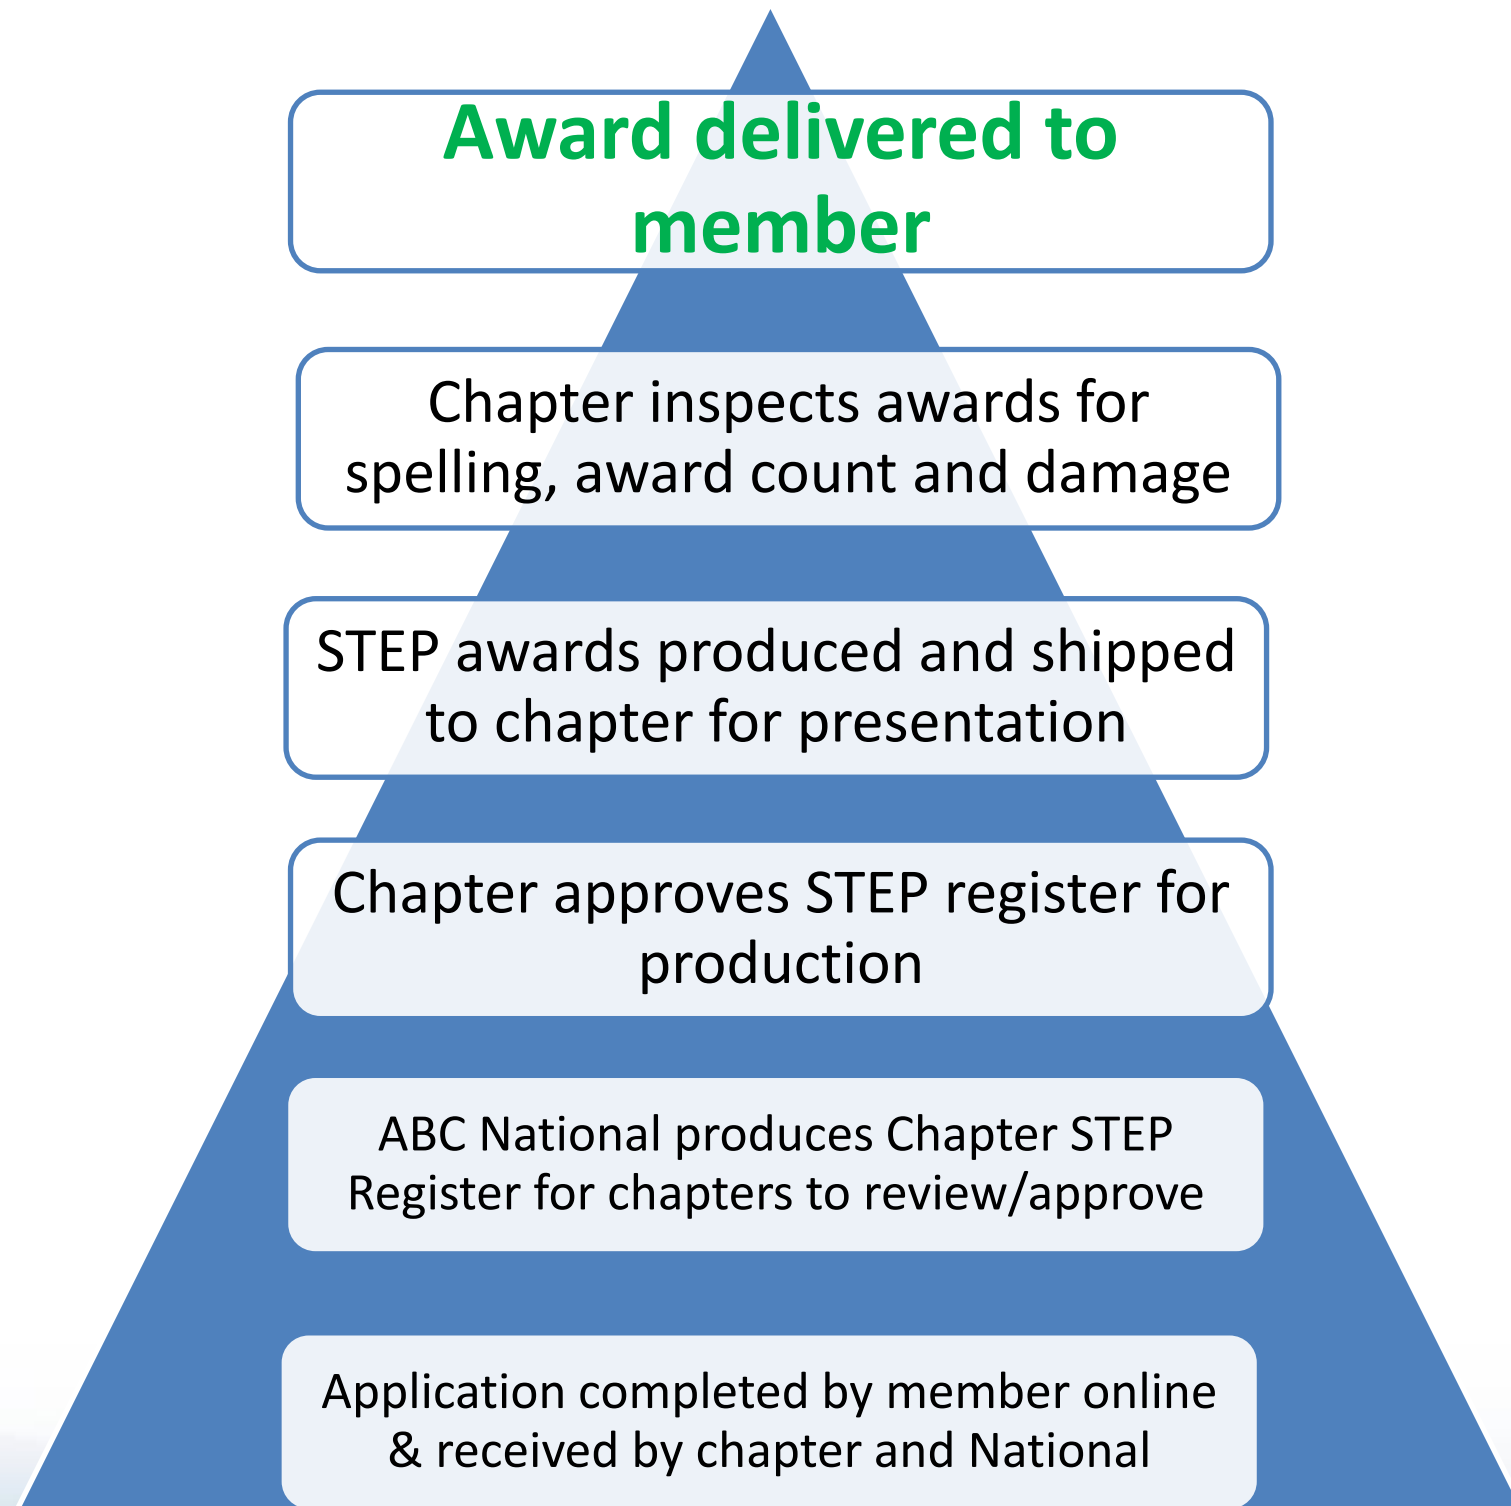 Award delivered to
member
Chapter inspects awards for
spelling, award count and damage
STEP awards produced and shipped
to chapter for presentation
Chapter approves STEP register for
production
ABC National produces Chapter STEP
Register for chapters to review/approve
Application completed by member online
& received by chapter and National